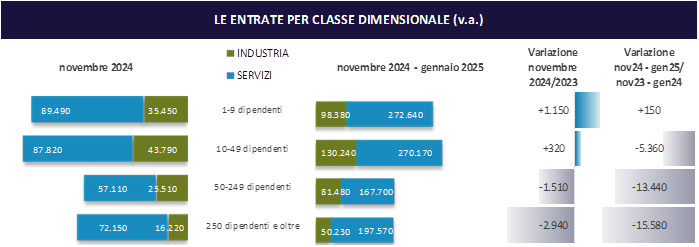 LE ENTRATE PER CLASSE DIMENSIONALE (v.a.)
INDUSTRIA
SERVIZI
novembre 2024
novembre 2024 - gennaio 2025
Variazione
novembre
2024/2023
Variazione
nov24 - gen25/
nov23 - gen24
89.490 35.450 1-9 dipendenti 98.380 272.640 +1.150 +150
87.820 43.790 10-49 dipendenti 130.240 270.170 +320 -5.360
57.110 25.510 50-249 dipendenti 81.480 167.700 -1.510 -13.440
72.150 16.220 250 dipendenti e oltre 50.230 197.570 -2.940 -15.580